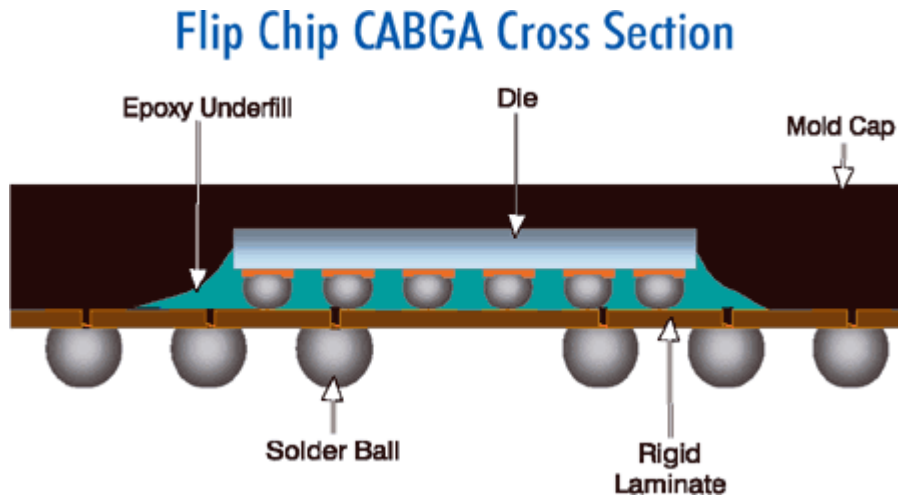 Flip Chip CABGA Cross Section
Die
Epoxy Underfill
Mold Cap
Solder Ball
Rigid
Laminate